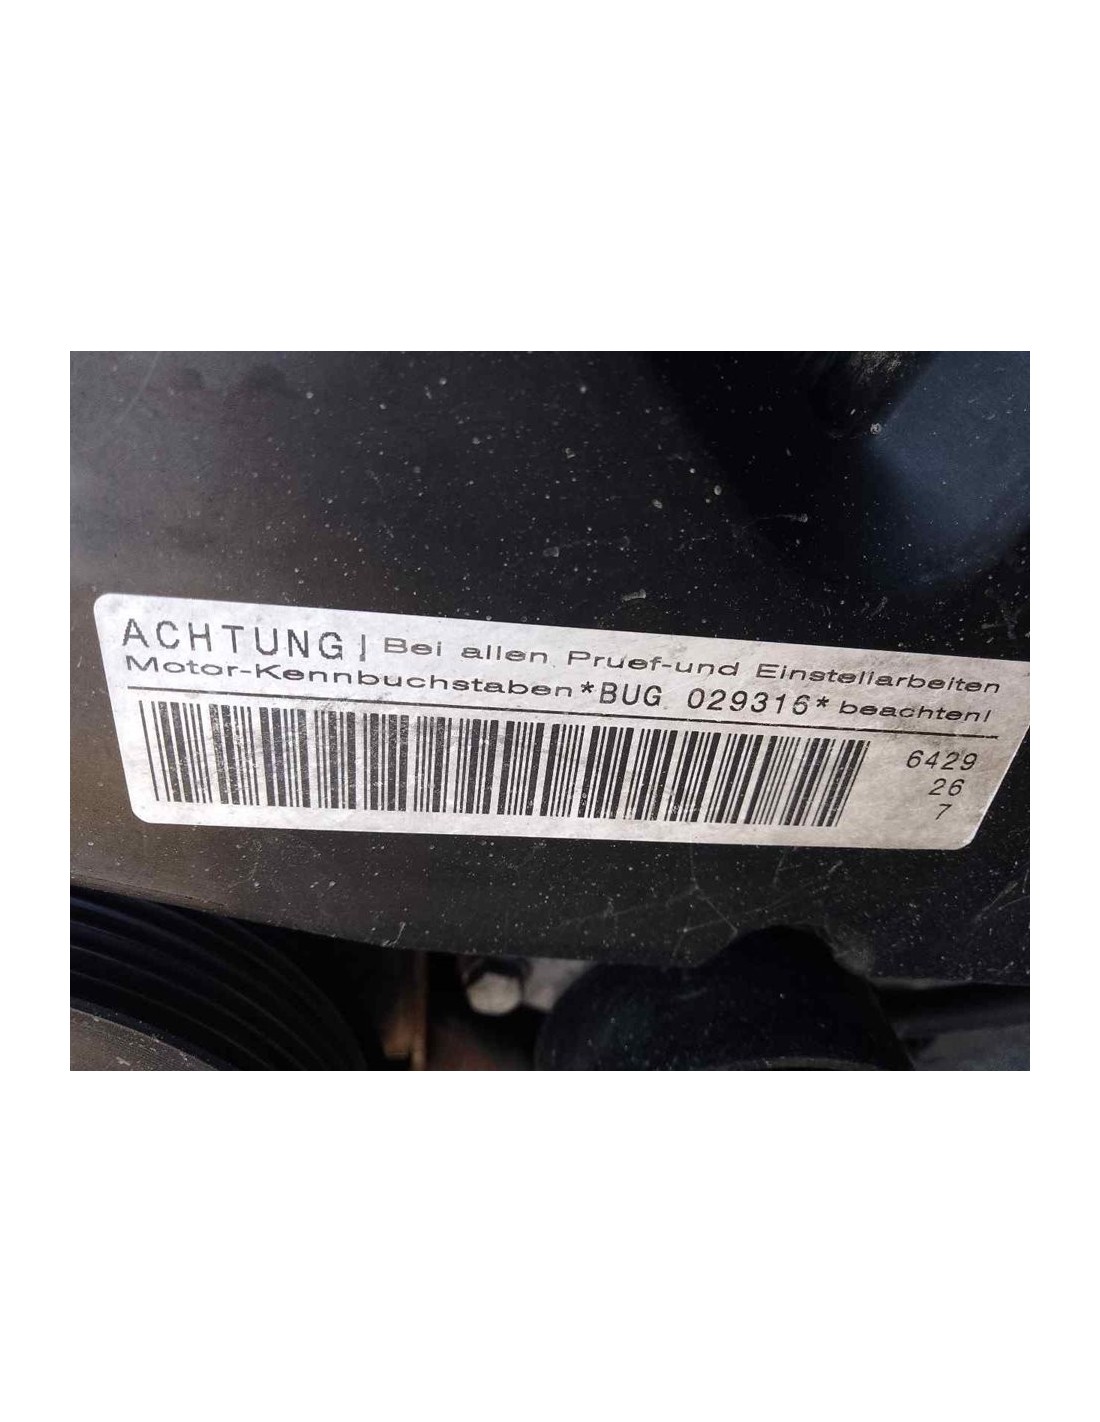 ACHTUNG! Bei allen Pruef-und Einstellarbeiten
Motor-Kennbuchstaben *BUG 029316* beachten!
6429
26
7